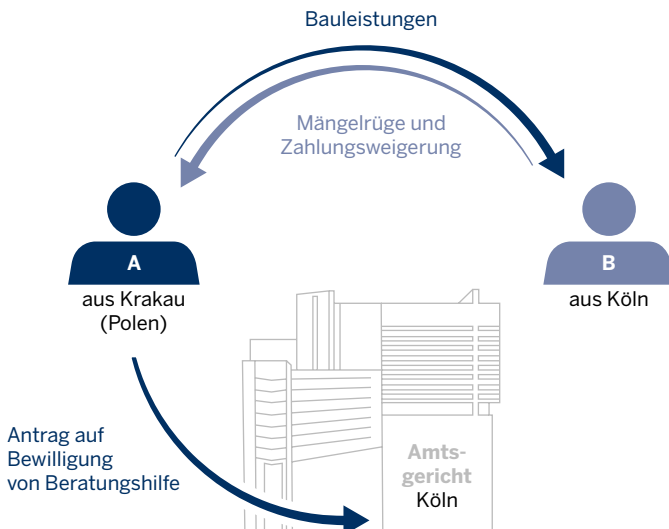 Bauleistungen
Mängelrüge und
Zahlungsweigerung
A
aus Krakau
(Polen)
B
aus Köln
Antrag auf
Bewilligung
von Beratungshilfe
Amts-
gericht
Köln